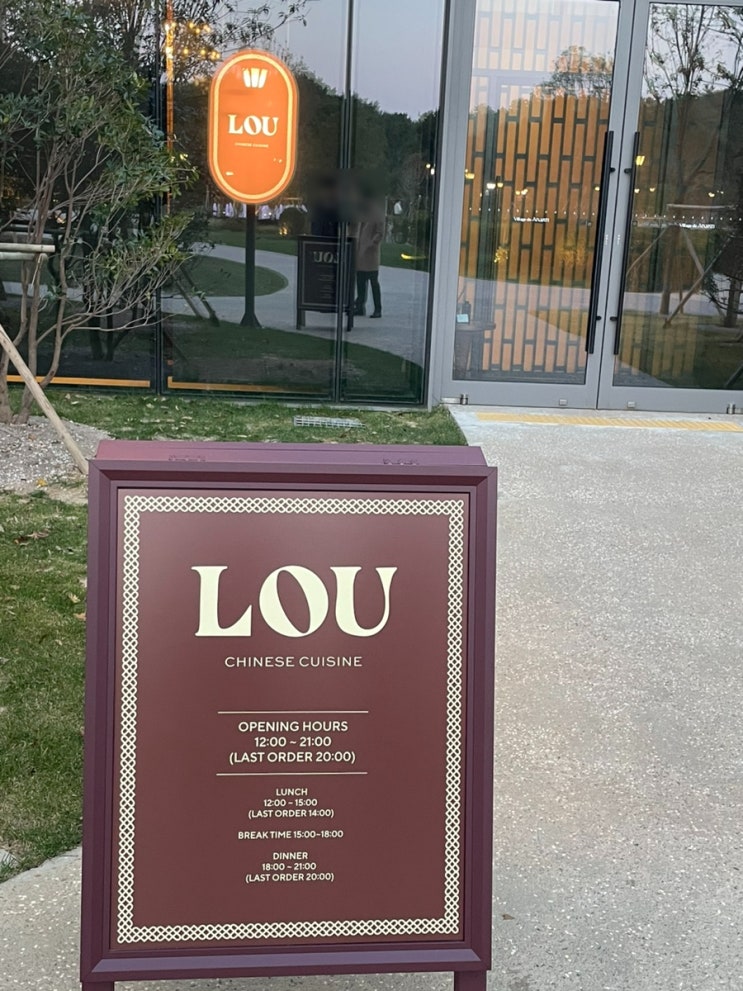 LOU
CHINESE CUISINE
LOU
CHINESE CUISINE
OPENING HOURS
12:00 ~ 21:00
(LAST ORDER 20:00)
LUNCH
12:00 - 15:00
(LAST ORDER 14:00)
BREAK TIME 15:00-18:00
DINNER
18:00 - 21:00
(LAST ORDER 20:00)